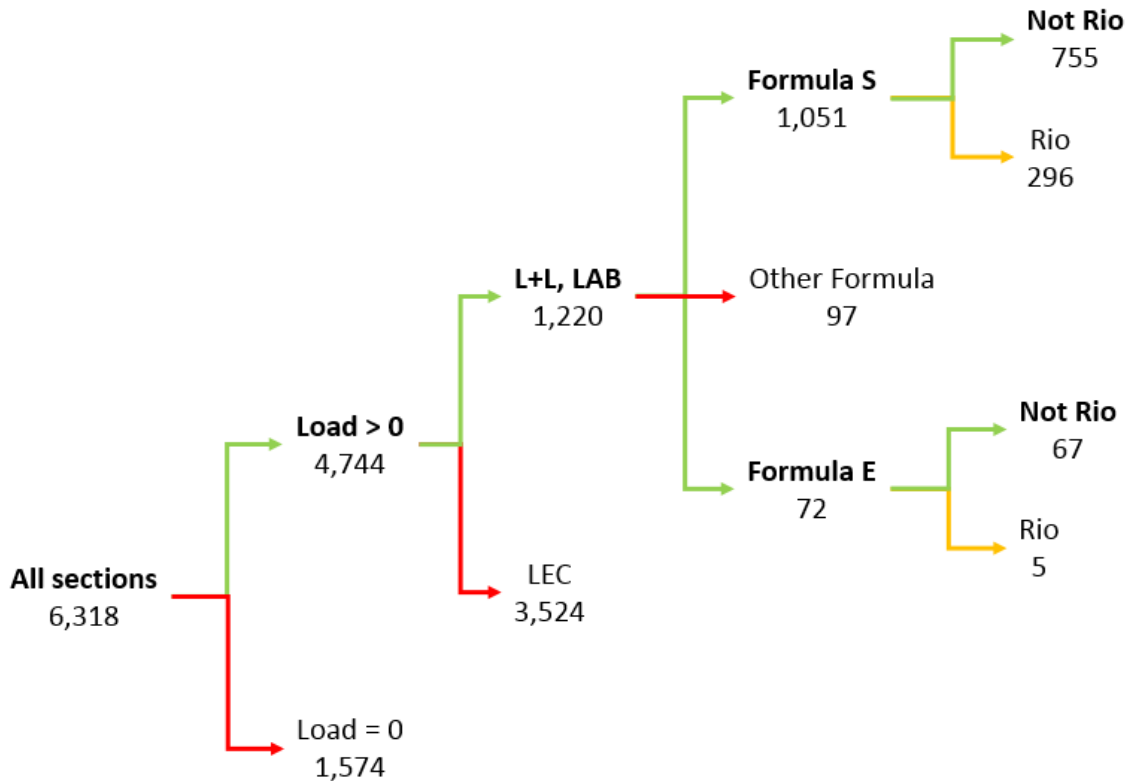 Not Rio
755
Formula S
1,051
Rio
296
L+L, LAB
1,220
Other Formula
97
Not Rio
67
Load > 0
4,744
Formula E
72
Rio
5
All sections
6,318
LEC
3,524
Load = 0
1,574